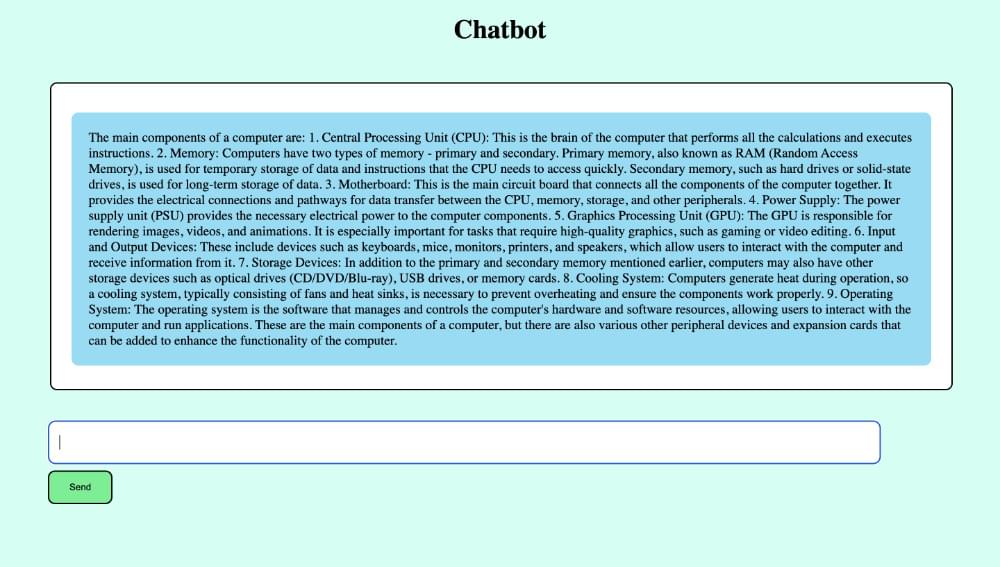 Chatbot
The main components of a computer are: 1. Central Processing Unit (CPU): This is the brain of the computer that performs all the calculations and executes
instructions. 2. Memory: Computers have two types of memory - primary and secondary. Primary memory, also known as RAM (Random Access
Memory), is used for temporary storage of data and instructions that the CPU needs to access quickly. Secondary memory, such as hard drives or solid-state
drives, is used for long-term storage of data. 3. Motherboard: This is the main circuit board that connects all the components of the computer together. It
provides the electrical connections and pathways for data transfer between the CPU, memory, storage, and other peripherals. 4. Power Supply: The power
supply unit (PSU) provides the necessary electrical power to the computer components. 5. Graphics Processing Unit (GPU): The GPU is responsible for
rendering images, videos, and animations. It is especially important for tasks that require high-quality graphics, such as gaming or video editing. 6. Input
and Output Devices: These include devices such as keyboards, mice, monitors, printers, and speakers, which allow users to interact with the computer and
receive information from it. 7. Storage Devices: In addition to the primary and secondary memory mentioned earlier, computers may also have other
storage devices such as optical drives (CD/DVD/Blu-ray), USB drives, or memory cards. 8. Cooling System: Computers generate heat during operation, so
a cooling system, typically consisting of fans and heat sinks, is necessary to prevent overheating and ensure the components work properly. 9. Operating
System: The operating system is the software that manages and controls the computer's hardware and software resources, allowing users to interact with the
computer and run applications. These are the main components of a computer, but there are also various other peripheral devices and expansion cards that
can be added to enhance the functionality of the computer.
Send